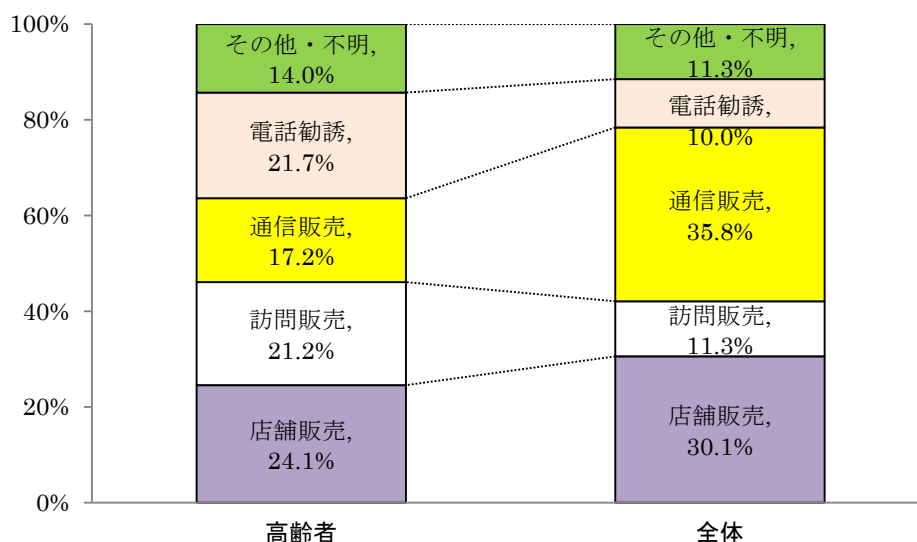 100%
80%
60%
40%
20%
0%
その他・不明,
14.0%
電話勧誘,
21.7%
通信販売,
17.2%
訪問販売,
21.2%
店舗販売,
24.1%
その他・不明,
11.3%
電話勧誘,
10.0%
通信販売,
35.8%
訪問販売,
11.3%
店舗販売,
30.1%
高齢者
全体